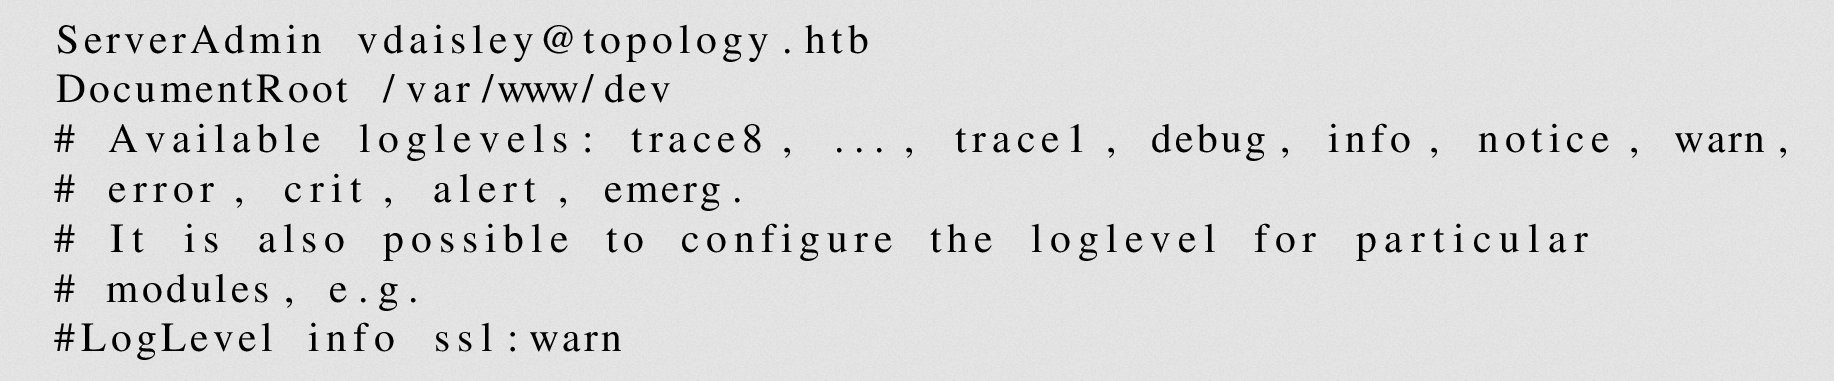 ServerAdmin vdaisley@topology.htb
DocumentRoot /var/www/dev
# Available loglevels: trace8, ..., trace1, debug, info, notice, warn,
# error, crit, alert, emerg.
# It is also possible to configure the loglevel for particular
# modules, e.g.
#LogLevel info ssl:warn